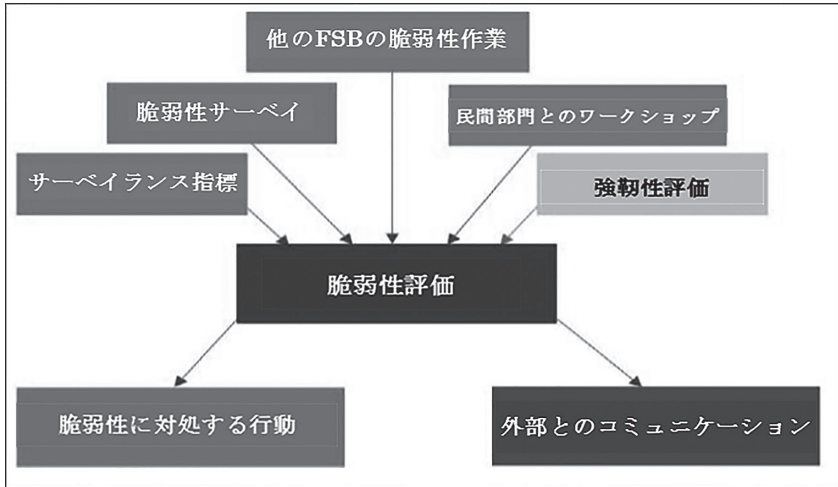 他のFSBの脆弱性作業
脆弱性サーベイ
民間部門とのワークショップ
サーベイランス指標
強靭性評価
脆弱性評価
脆弱性に対処する行動
外部とのコミュニケーション